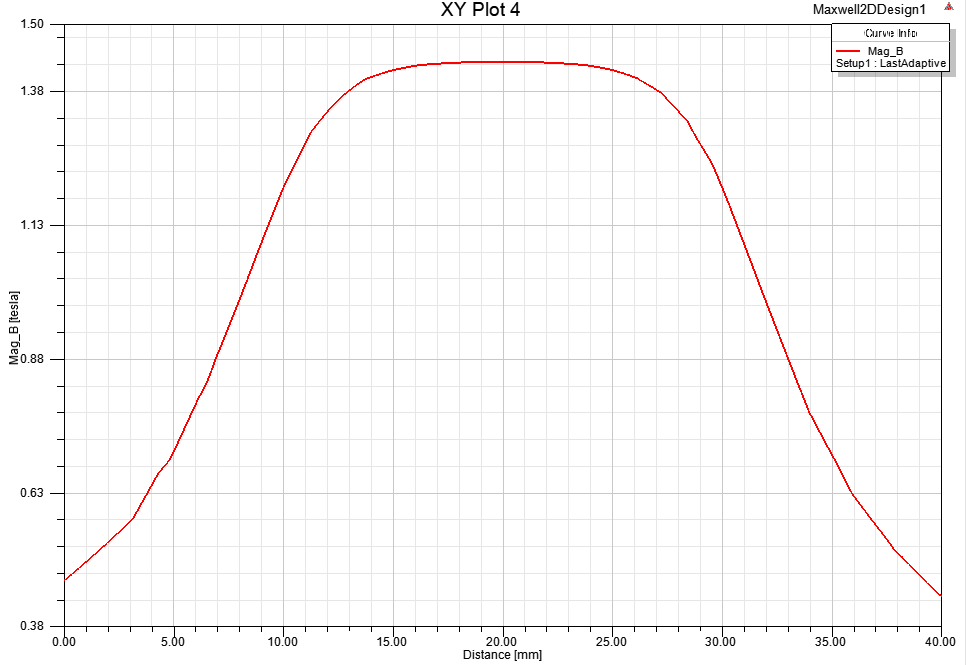 XY Plot 4
Maxwell2DDesign1
Curve Info
Mag_B
Setup1 : LastAdaptive
1.50
1.38
1.13
0.88
0.63
0.38
Mag_B [tesla]
0.00 5.00 10.00 15.00 20.00 25.00 30.00 35.00 40.00
Distance [mm]